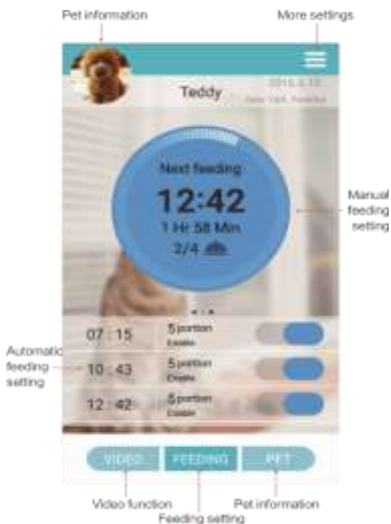 Pet information
More settings
Teddy
Next feeding
12:42
1 Hr 58 Min
2/4
Manual
feeding
setting
07 : 15
5 portion
Enable
Automatic
feeding
setting
10 : 43
5 portion
Enable
12 : 42
5 portion
Enable
VIDEO
FEEDING
PET
Video function
Pet information
Feeding setting